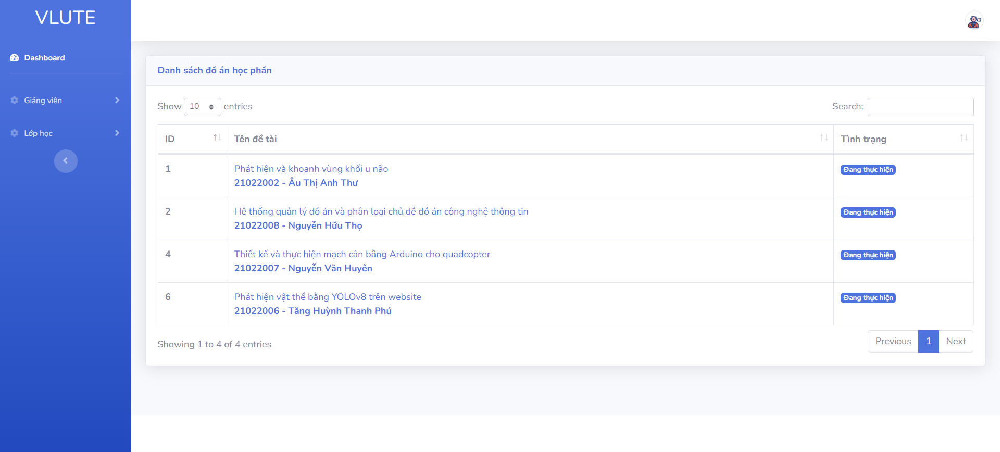 VLUTE
Dashboard
Giảng viên
Lớp học
Danh sách đồ án học phần
Show 10 entries
Search:
ID Tên đề tài Tình trạng
1 Phát hiện và khoanh vùng khối u não Đang thực hiện
21022002 - Âu Thị Anh Thư
2 Hệ thống quản lý đồ án và phân loại chủ đề đồ án công nghệ thông tin Đang thực hiện
21022008 - Nguyễn Hữu Thọ
4 Thiết kế và thực hiện mạch cân bằng Arduino cho quadcopter Đang thực hiện
21022007 - Nguyễn Văn Huyên
6 Phát hiện vật thể bằng YOLOv8 trên website Đang thực hiện
21022006 - Tăng Huỳnh Thanh Phú
Showing 1 to 4 of 4 entries
Previous 1 Next